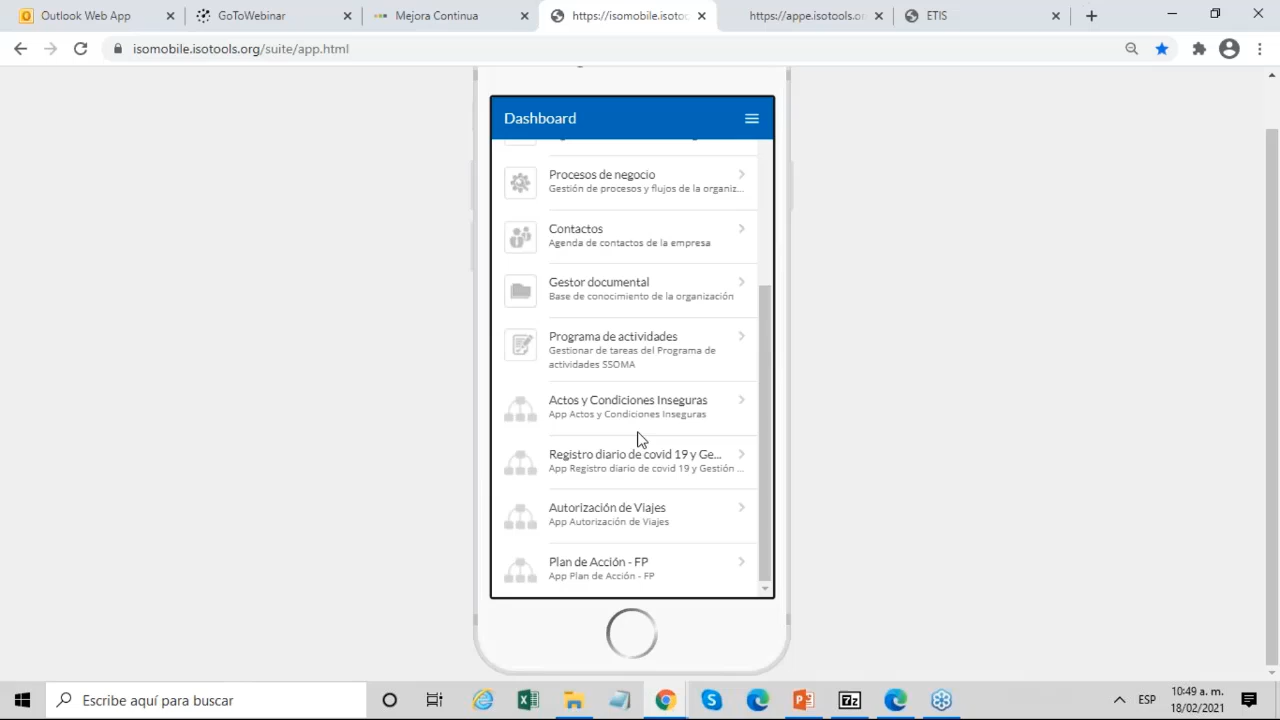 Outlook Web App
GoToWebinar
Mejora Continua
https://isomobile.isotoo
https://appe.isotools.or
ETIS
isomobile.isotools.org/suite/app.html
Dashboard
Procesos de negocio
Gestión de procesos y flujos de la organiz...
Contactos
Agenda de contactos de la empresa
Gestor documental
Base de conocimiento de la organización
Programa de actividades
Gestionar de tareas del Programa de
actividades SSOMA
Actos y Condiciones Inseguras
App Actos y Condiciones Inseguras
Registro diario de covid 19 y Ge...
App Registro diario de covid 19 y Gestión ...
Autorización de Viajes
App Autorización de Viajes
Plan de Acción - FP
App Plan de Acción - FP
Escribe aquí para buscar
7z
ESP
10:49 a. m.
18/02/2021